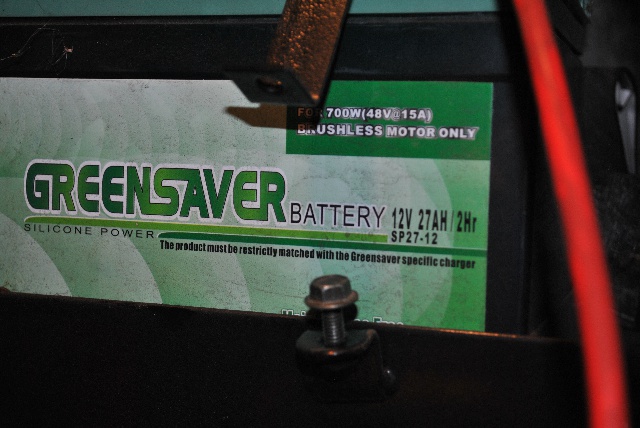 FOR 700W(48V@15A)
BRUSHLESS MOTOR ONLY
GREENSAVER BATTERY 12V 27AH/2Hr
SILICONE POWER SP27-12
The product must be restrictly matched with the Greensaver specific charger